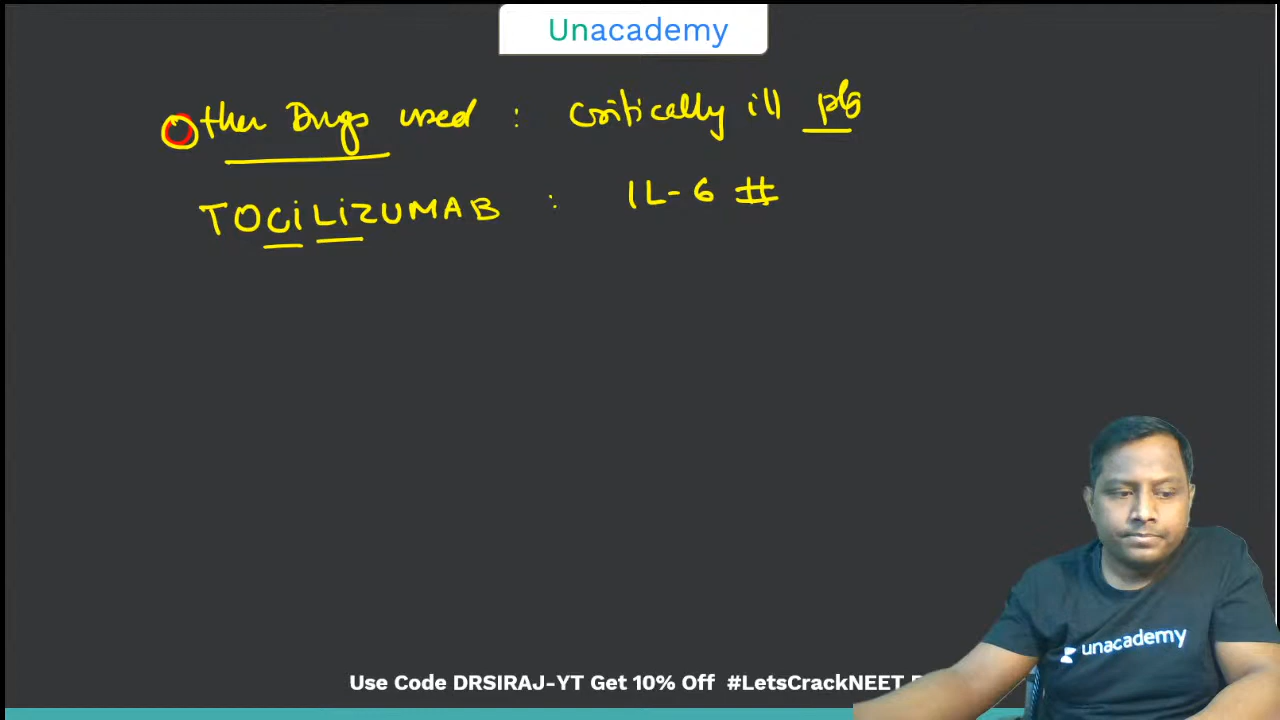 Unacademy
Other Drugs used : critically ill pts
TOCiLiZUMAB : IL-6 #
unacademy
Use Code DRSIRAJ-YT Get 10% Off #LetsCrackNEET